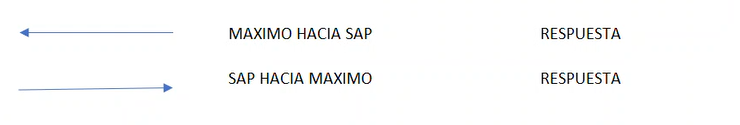 MAXIMO HACIA SAP RESPUESTA
SAP HACIA MAXIMO RESPUESTA